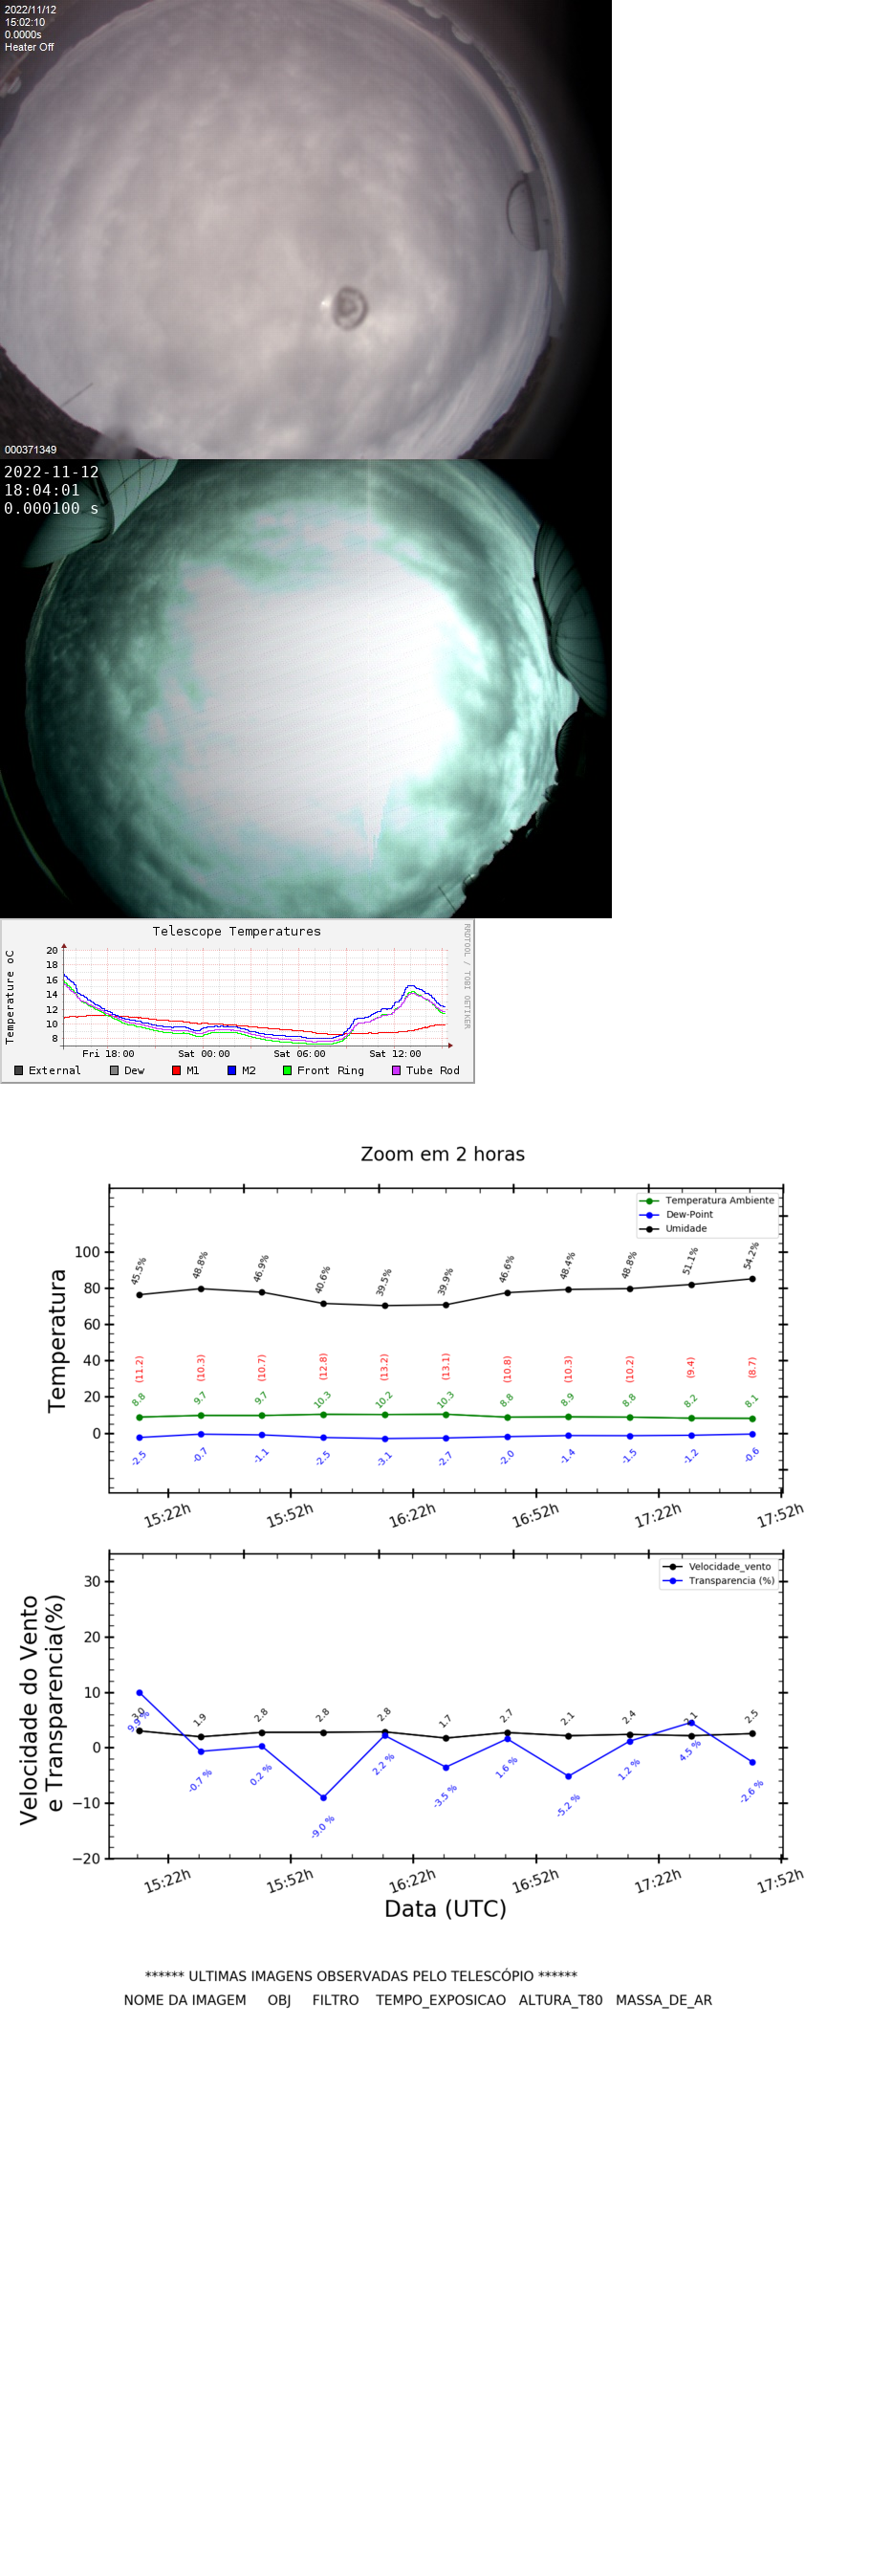 2022/11/12
15:02:10
0.0000s
Heater Off
000371349
2022-11-12
18:04:01
0.000100 s
Telescope Temperatures
RRDTOOL / TOBI OETIKER
Temperature oC
20
18
16
14
12
10
8
Fri 18:00 Sat 00:00 Sat 06:00 Sat 12:00
External Dew M1 M2 Front Ring Tube Rod
Zoom em 2 horas
Temperatura Ambiente
Dew-Point
Umidade
Temperatura
100
80
60
40
20
0
45.5% 48.8% 46.9% 40.6% 39.5% 39.9% 46.6% 48.4% 48.8% 51.1% 54.2%
(11.2) (10.3) (10.7) (12.8) (13.2) (13.1) (10.8) (10.3) (10.2) (9.4) (8.7)
8.8 9.7 9.7 10.3 10.2 10.3 8.8 8.9 8.8 8.2 8.1
-2.5 -0.7 -1.1 -2.5 -3.1 -2.7 -2.0 -1.4 -1.5 -1.2 -0.6
15:22h 15:52h 16:22h 16:52h 17:22h 17:52h
Velocidade_vento
Transparencia (%)
Velocidade do Vento
e Transparencia(%)
30
20
10
0
−10
−20
3.0 1.9 2.8 2.8 2.8 1.7 2.7 2.1 2.4 2.1 2.5
9.9 % -0.7 % 0.2 % -9.0 % 2.2 % -3.5 % 1.6 % -5.2 % 1.2 % 4.5 % -2.6 %
15:22h 15:52h 16:22h 16:52h 17:22h 17:52h
Data (UTC)
****** ULTIMAS IMAGENS OBSERVADAS PELO TELESCÓPIO ******
NOME DA IMAGEM OBJ FILTRO TEMPO_EXPOSICAO ALTURA_T80 MASSA_DE_AR